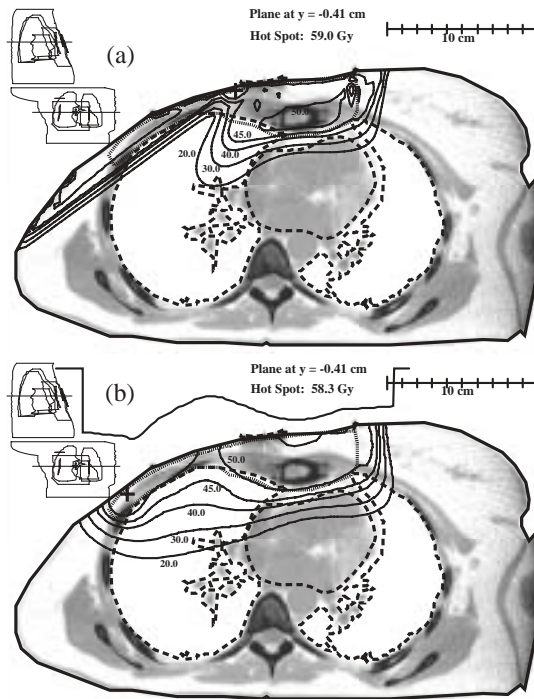 (a)
Plane at y = -0.41 cm
Hot Spot: 59.0 Gy
10 cm
50.0
45.0
40.0
30.0
20.0
(b)
Plane at y = -0.41 cm
Hot Spot: 58.3 Gy
10 cm
50.0
45.0
40.0
30.0
20.0